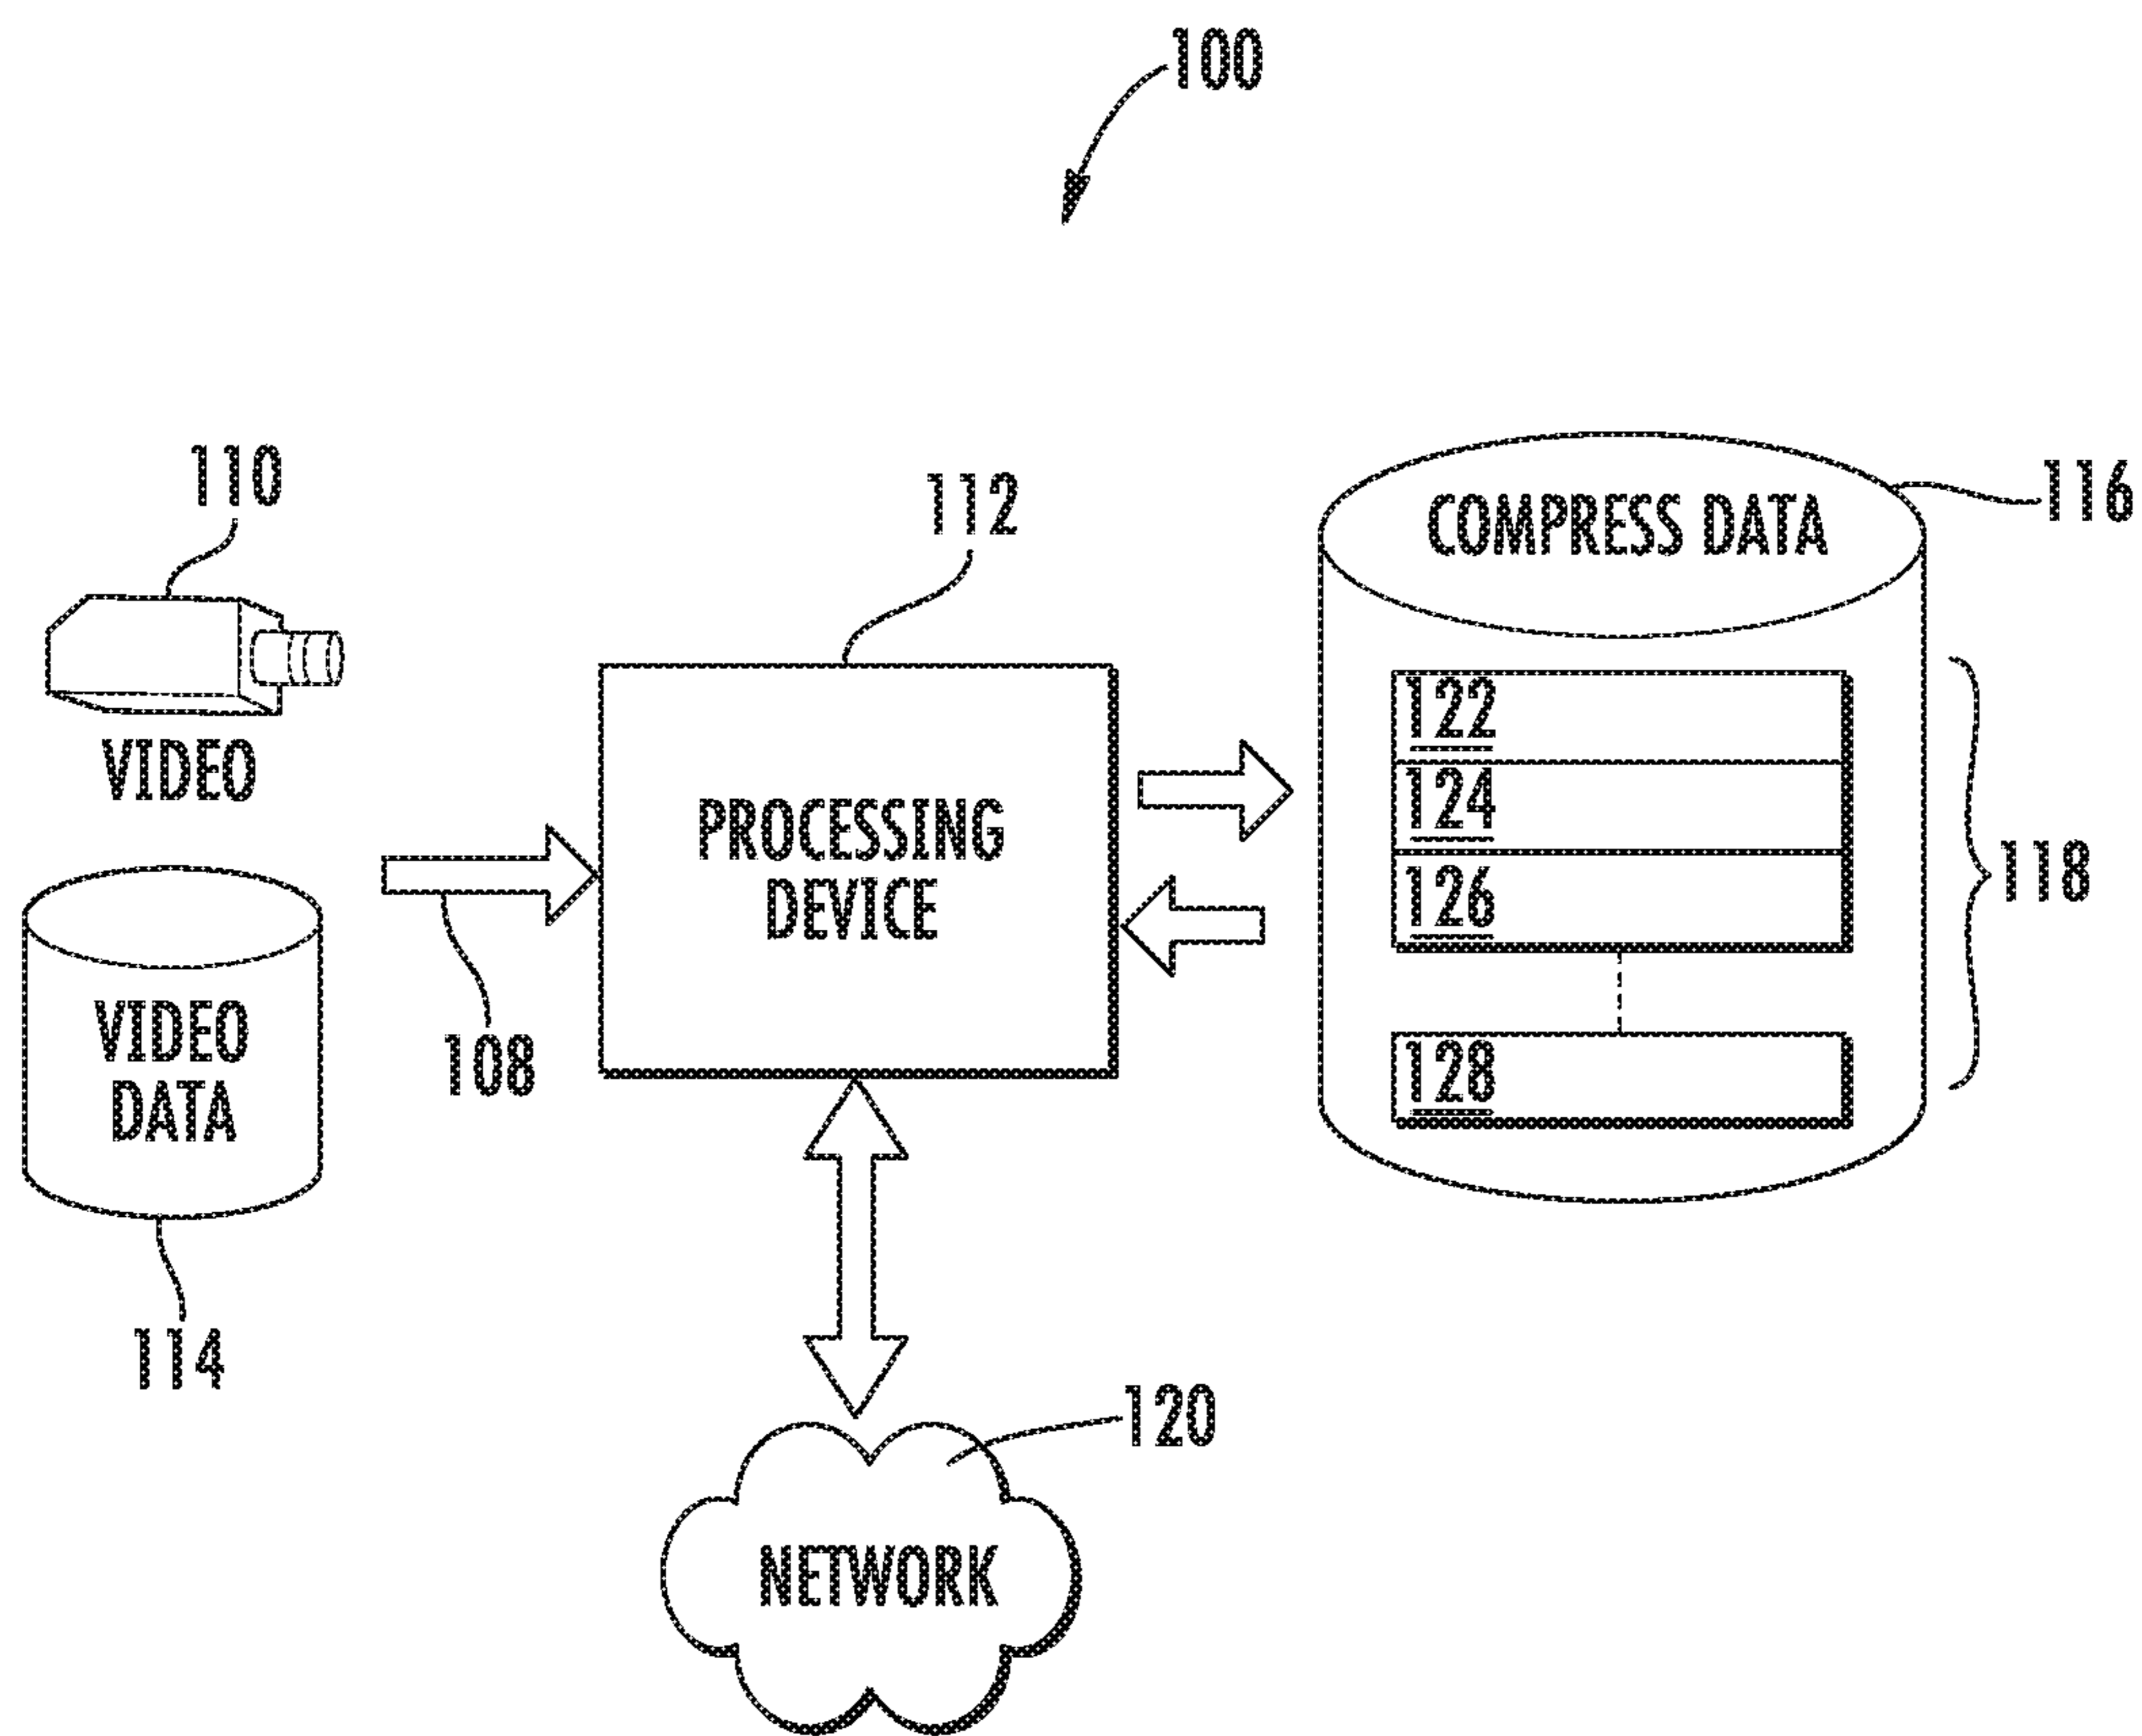 100
110
112
116
COMPRESS DATA
VIDEO
122
124
126
128
118
PROCESSING
DEVICE
108
VIDEO
DATA
114
120
NETWORK